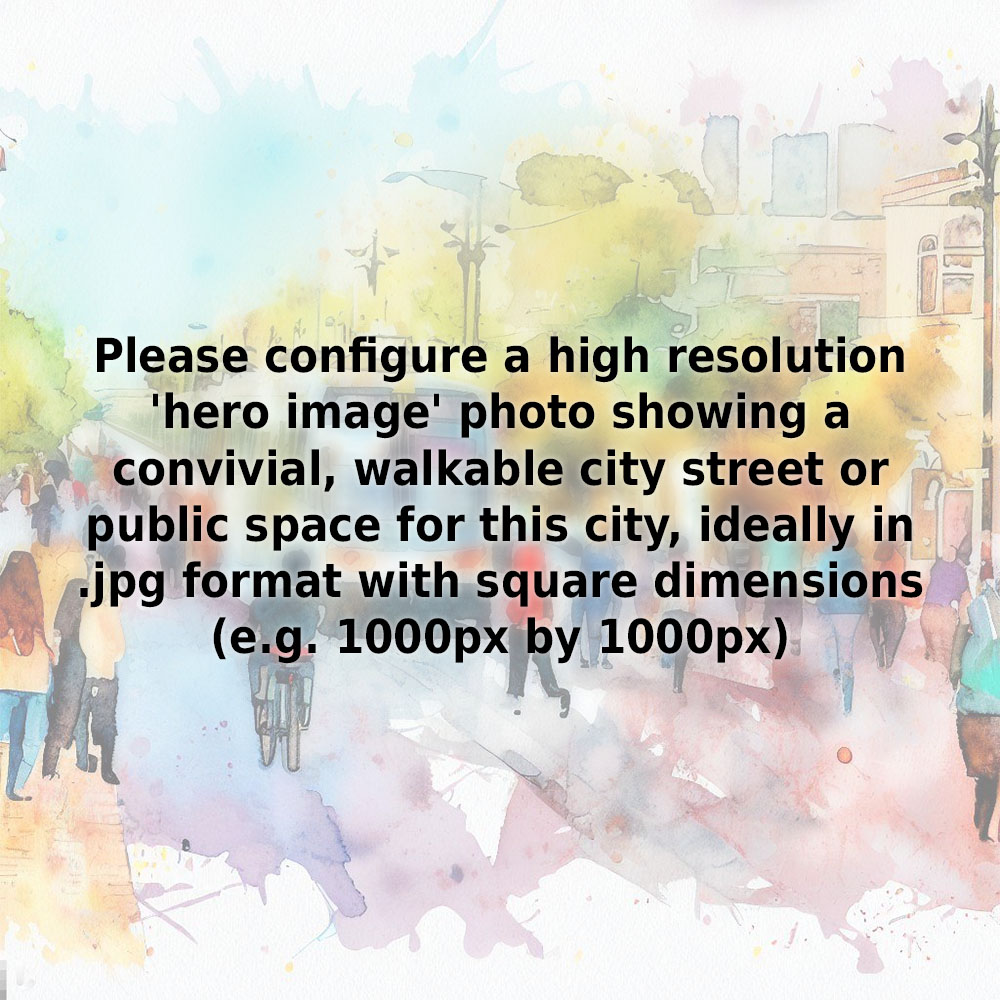 Please configure a high resolution
'hero image' photo showing a
convivial, walkable city street or
public space for this city, ideally in
.jpg format with square dimensions
(e.g. 1000px by 1000px)